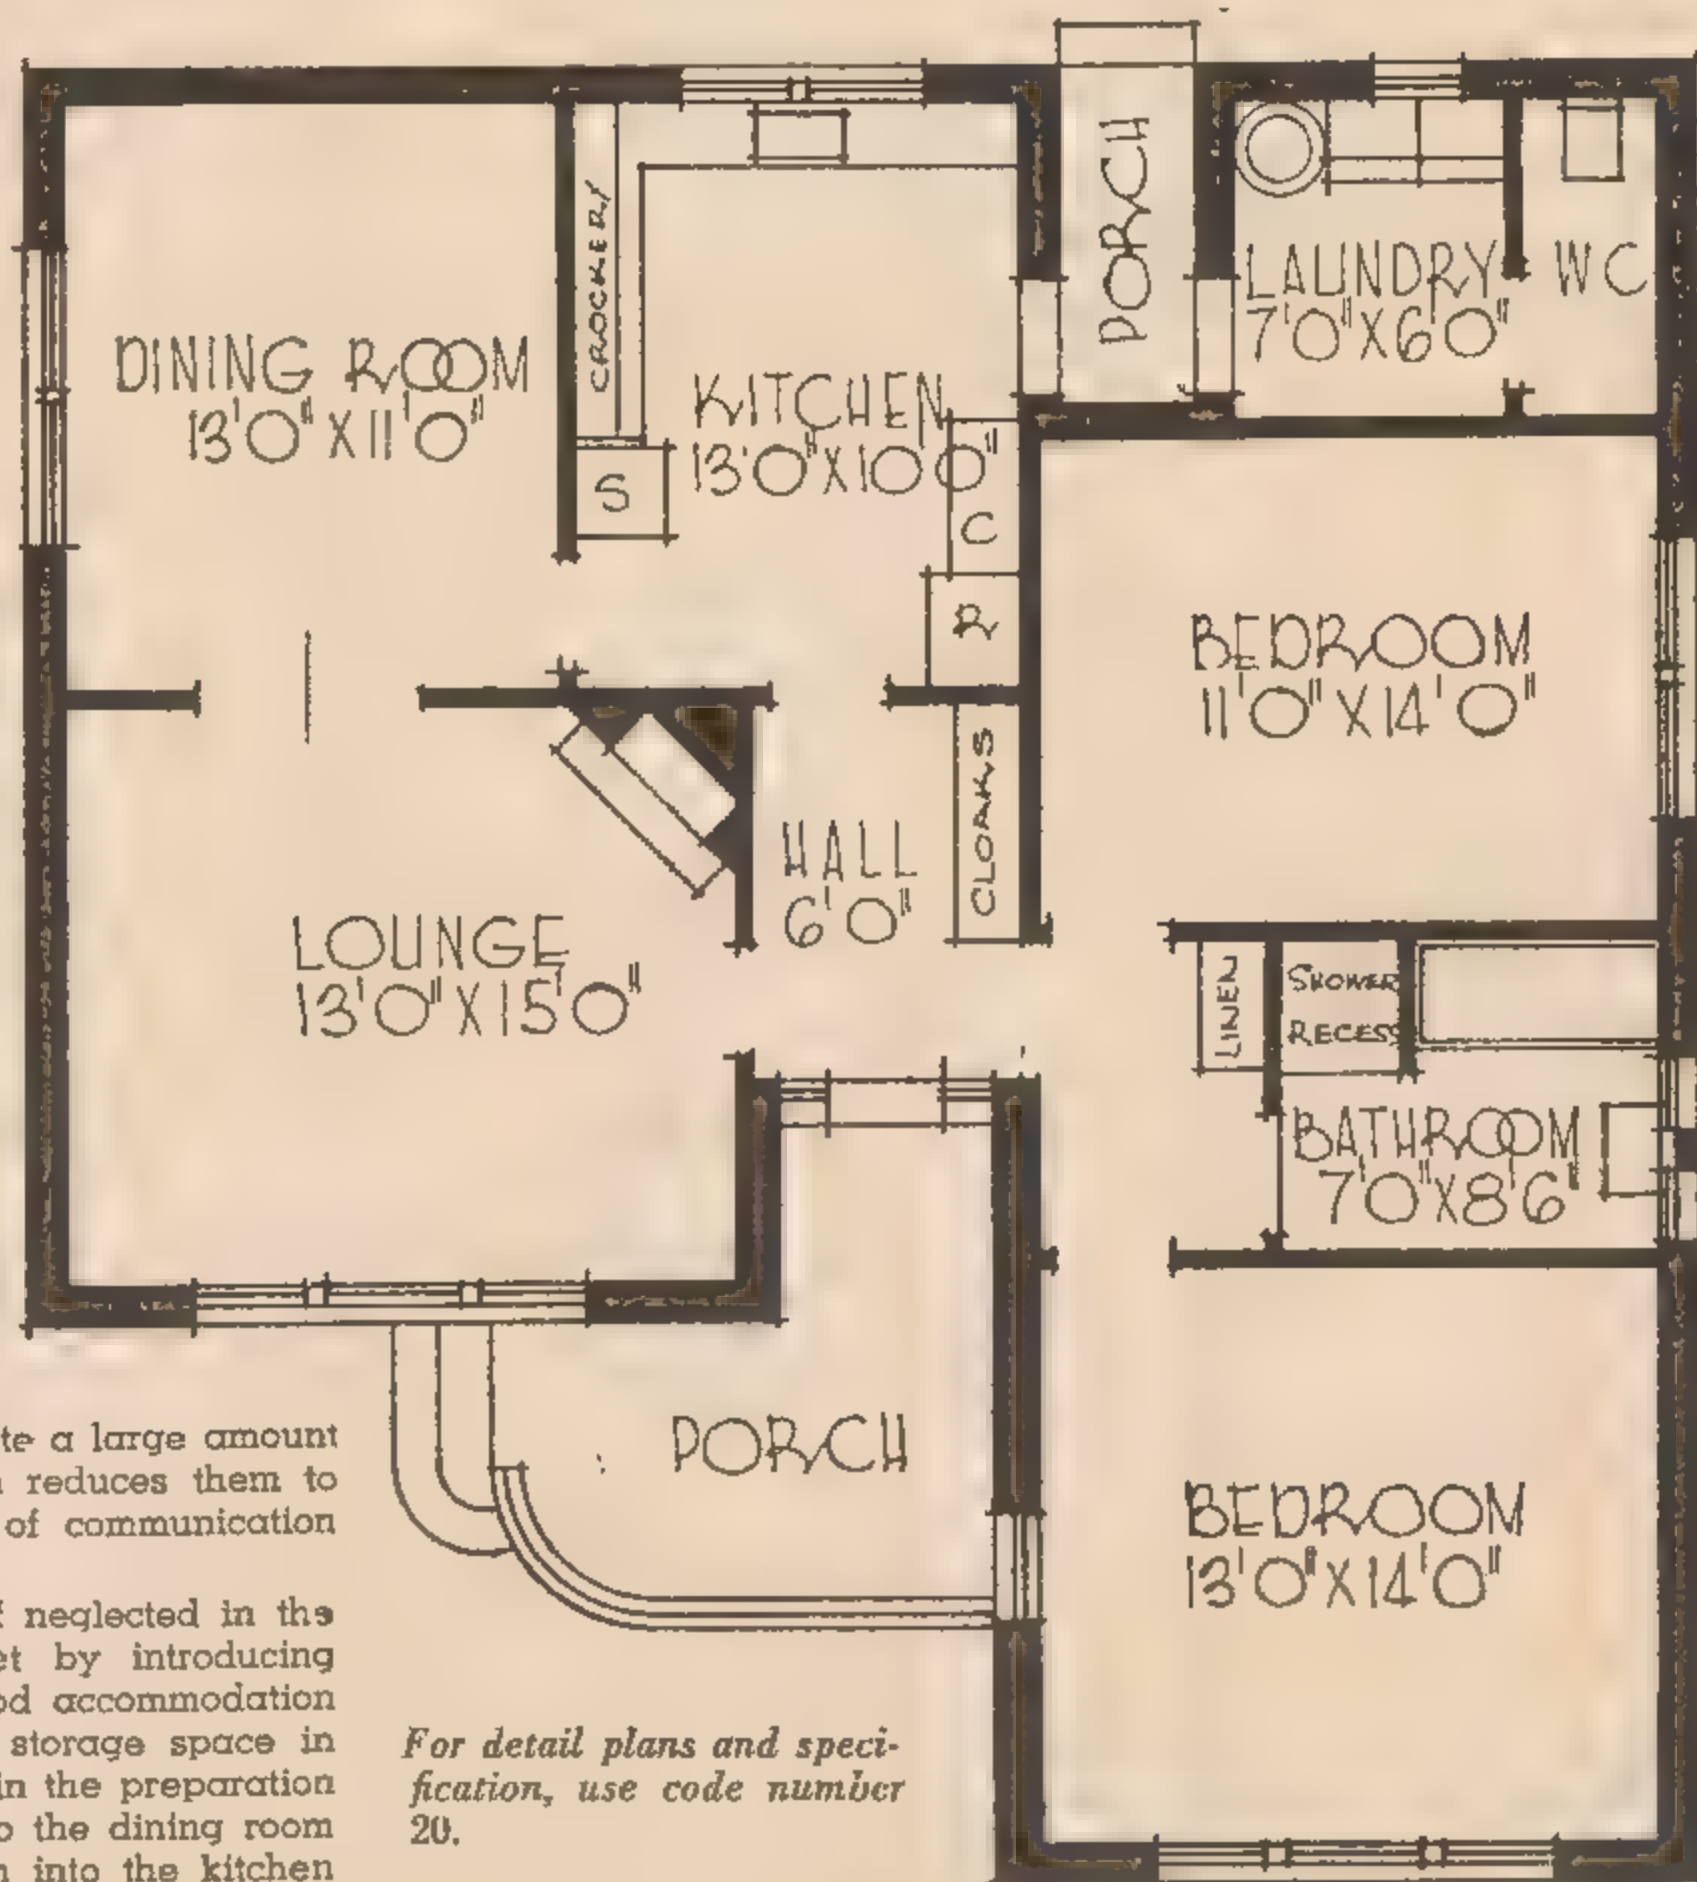 PORCH
CROCKERY
LAUNDRY
7'0"X6'0"
WC
DINING ROOM
13'0"X11'0"
KITCHEN
13'0"X10'0"
S
C
R
BEDROOM
11'0"X14'0"
CLOAKS
HALL
6'0"
LOUNGE
13'0"X15'0"
LINEN
SHOWER
RECESS
BATHROOM
7'0"X8'6"
PORCH
BEDROOM
13'0"X14'0"
te a large amount
reduces them to
of communication
neglected in the
et by introducing
od accommodation
storage space in
in the preparation
o the dining room
n into the kitchen
For detail plans and speci-
fication, use code number
20.